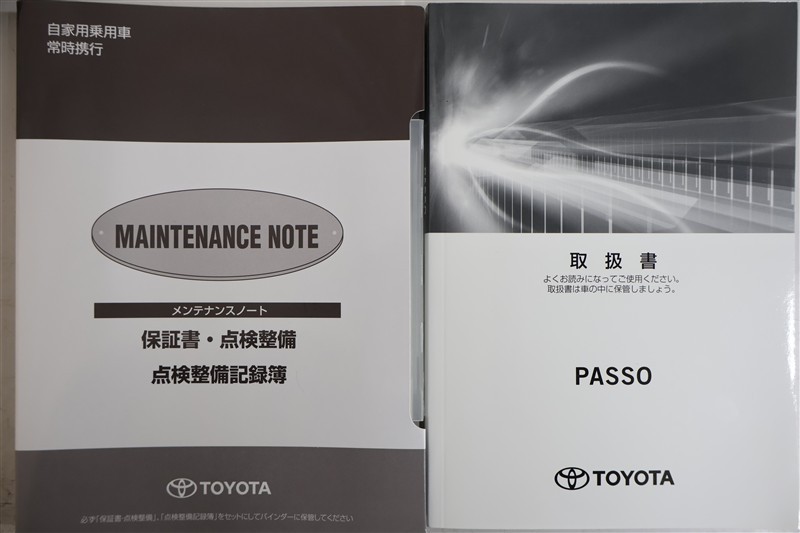 自家用乗用車
常時携行
MAINTENANCE NOTE
メンテナンスノート
保証書・点検整備
点検整備記録簿
TOYOTA
必ず「保証書・点検整備」、「点検整備記録簿」をセットにしてバインダーに保管してください
取扱書
よくお読みになってご使用ください。
取扱書は車の中に保管しましょう。
PASSO
TOYOTA